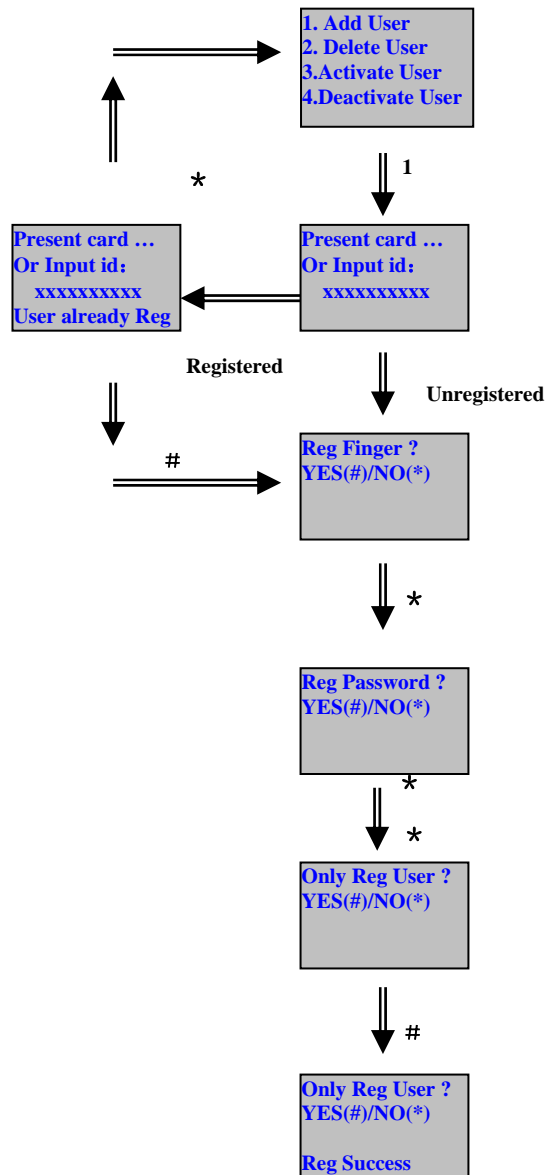 1. Add User
2. Delete User
3.Activate User
4.Deactivate User
1
*
Present card …
Or Input id：
xxxxxxxxxx
User already Reg
Present card …
Or Input id：
xxxxxxxxxx
Registered
Unregistered
#
Reg Finger ?
YES(#)/NO(*)
*
Reg Password ?
YES(#)/NO(*)
*
*
Only Reg User ?
YES(#)/NO(*)
#
Only Reg User ?
YES(#)/NO(*)
Reg Success